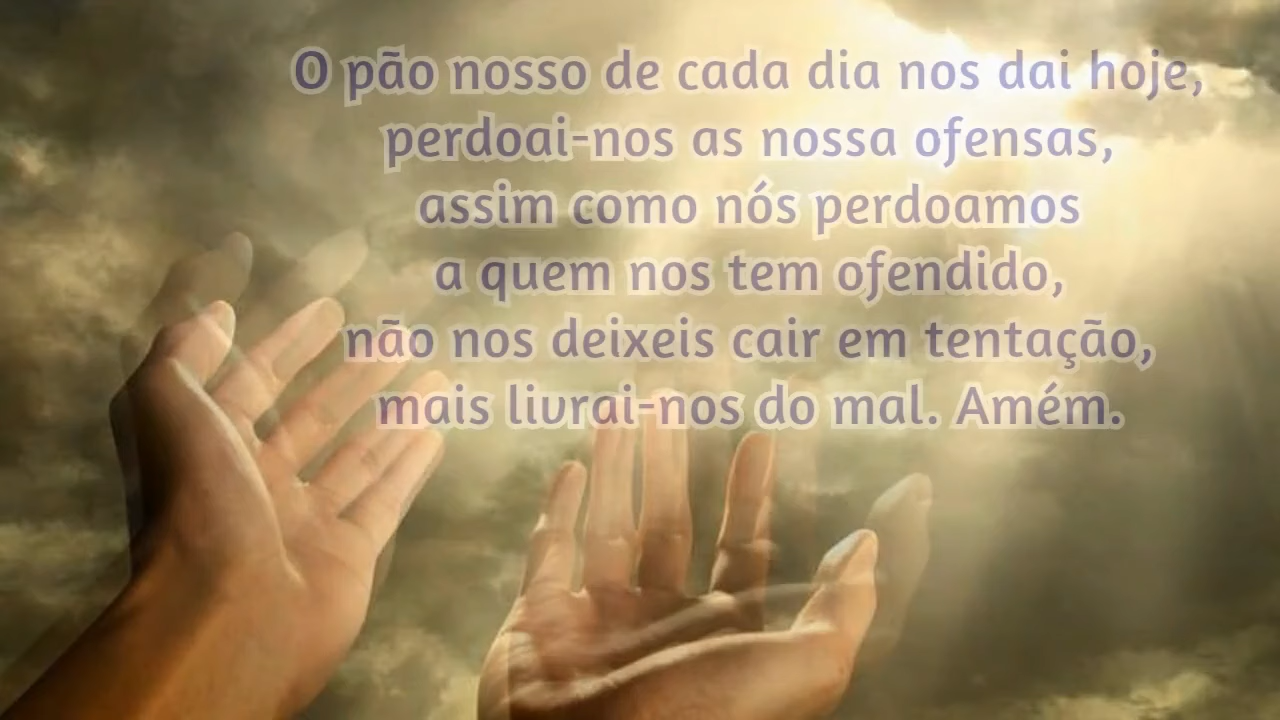 O pão nosso de cada dia nos dai hoje,
perdoai-nos as nossa ofensas,
assim como nós perdoamos
a quem nos tem ofendido,
não nos deixeis cair em tentação,
mais livrai-nos do mal. Amém.